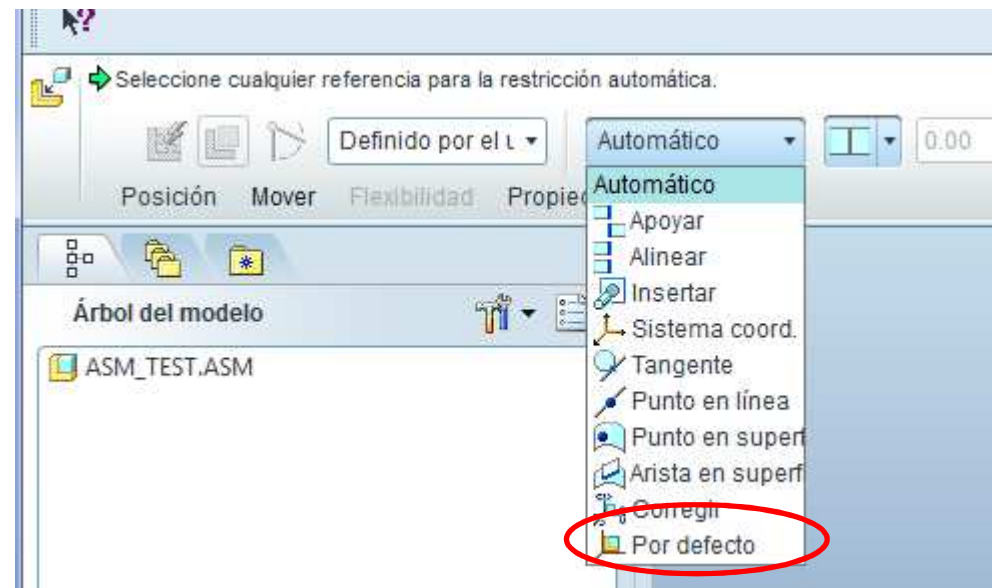 ?
Seleccione cualquier referencia para la restricción automática.
Definido por el u Automático 0.00
Posición Mover Flexibilidad Propied
Automático
Apoyar
Alinear
Insertar
Sistema coord.
Tangente
Punto en línea
Punto en superf
Arista en superf
Corregir
Por defecto
Árbol del modelo
ASM_TEST.ASM